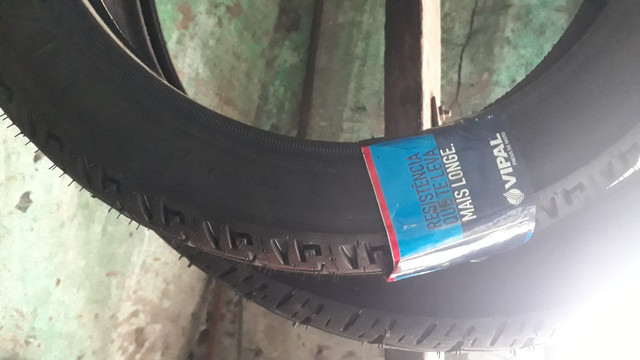 RESISTÊNCIA
QUE TE LEVA
MAIS LONGE.
VIPAL